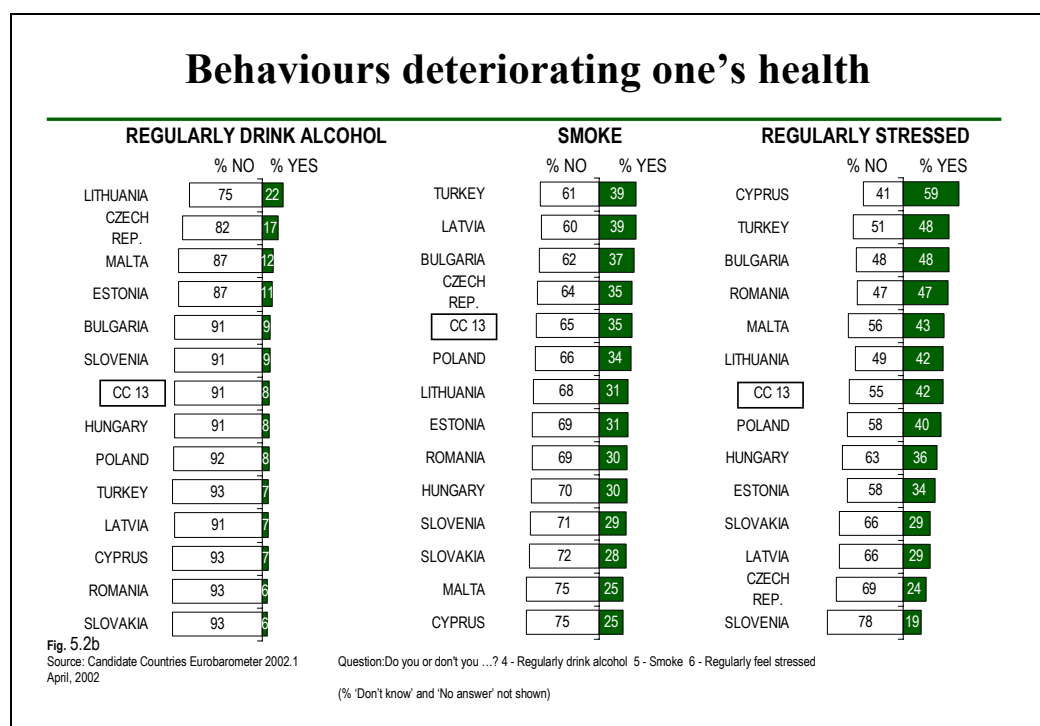 Behaviours deteriorating one’s health
REGULARLY DRINK ALCOHOL
% NO % YES
LITHUANIA 75 22
CZECH REP. 82 17
MALTA 87 12
ESTONIA 87 11
BULGARIA 91 9
SLOVENIA 91 9
CC 13 91 8
HUNGARY 91 8
POLAND 92 8
TURKEY 93 7
LATVIA 91 7
CYPRUS 93 7
ROMANIA 93 6
SLOVAKIA 93 6
SMOKE
% NO % YES
TURKEY 61 39
LATVIA 60 39
BULGARIA 62 37
CZECH REP. 64 35
CC 13 65 35
POLAND 66 34
LITHUANIA 68 31
ESTONIA 69 31
ROMANIA 69 30
HUNGARY 70 30
SLOVENIA 71 29
SLOVAKIA 72 28
MALTA 75 25
CYPRUS 75 25
REGULARLY STRESSED
% NO % YES
CYPRUS 41 59
TURKEY 51 48
BULGARIA 48 48
ROMANIA 47 47
MALTA 56 43
LITHUANIA 49 42
CC 13 55 42
POLAND 58 40
HUNGARY 63 36
ESTONIA 58 34
SLOVAKIA 66 29
LATVIA 66 29
CZECH REP. 69 24
SLOVENIA 78 19
Fig. 5.2b
Source: Candidate Countries Eurobarometer 2002.1
April, 2002
Question:Do you or don't you …? 4 - Regularly drink alcohol 5 - Smoke 6 - Regularly feel stressed
(% ‘Don’t know’ and ‘No answer’ not shown)